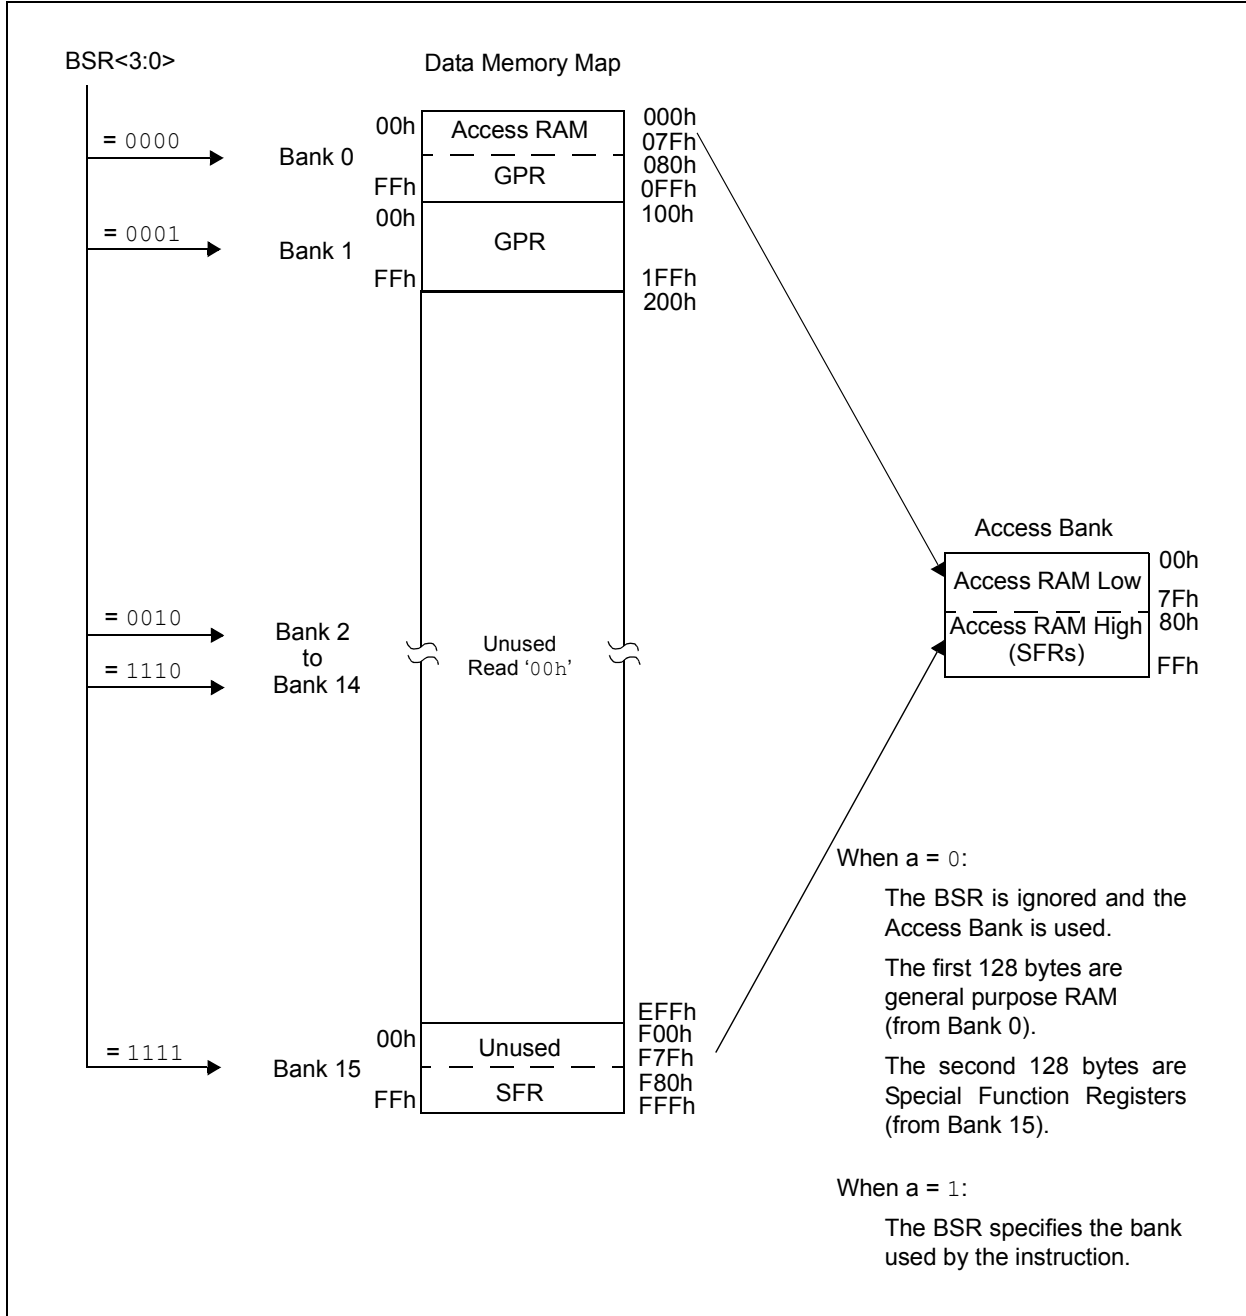 BSR<3:0>
Data Memory Map
= 0000
Bank 0
00h
Access RAM
000h
07Fh
080h
FFh
GPR
0FFh
= 0001
Bank 1
00h
GPR
100h
FFh
1FFh
200h
= 0010
Bank 2
to
= 1110
Bank 14
Unused
Read ‘00h’
Access Bank
00h
Access RAM Low
7Fh
80h
Access RAM High
(SFRs)
FFh
= 1111
Bank 15
EFFh
00h
F00h
Unused
F7Fh
F80h
FFh
SFR
FFFh
When a = 0:
The BSR is ignored and the
Access Bank is used.
The first 128 bytes are
general purpose RAM
(from Bank 0).
The second 128 bytes are
Special Function Registers
(from Bank 15).
When a = 1:
The BSR specifies the bank
used by the instruction.